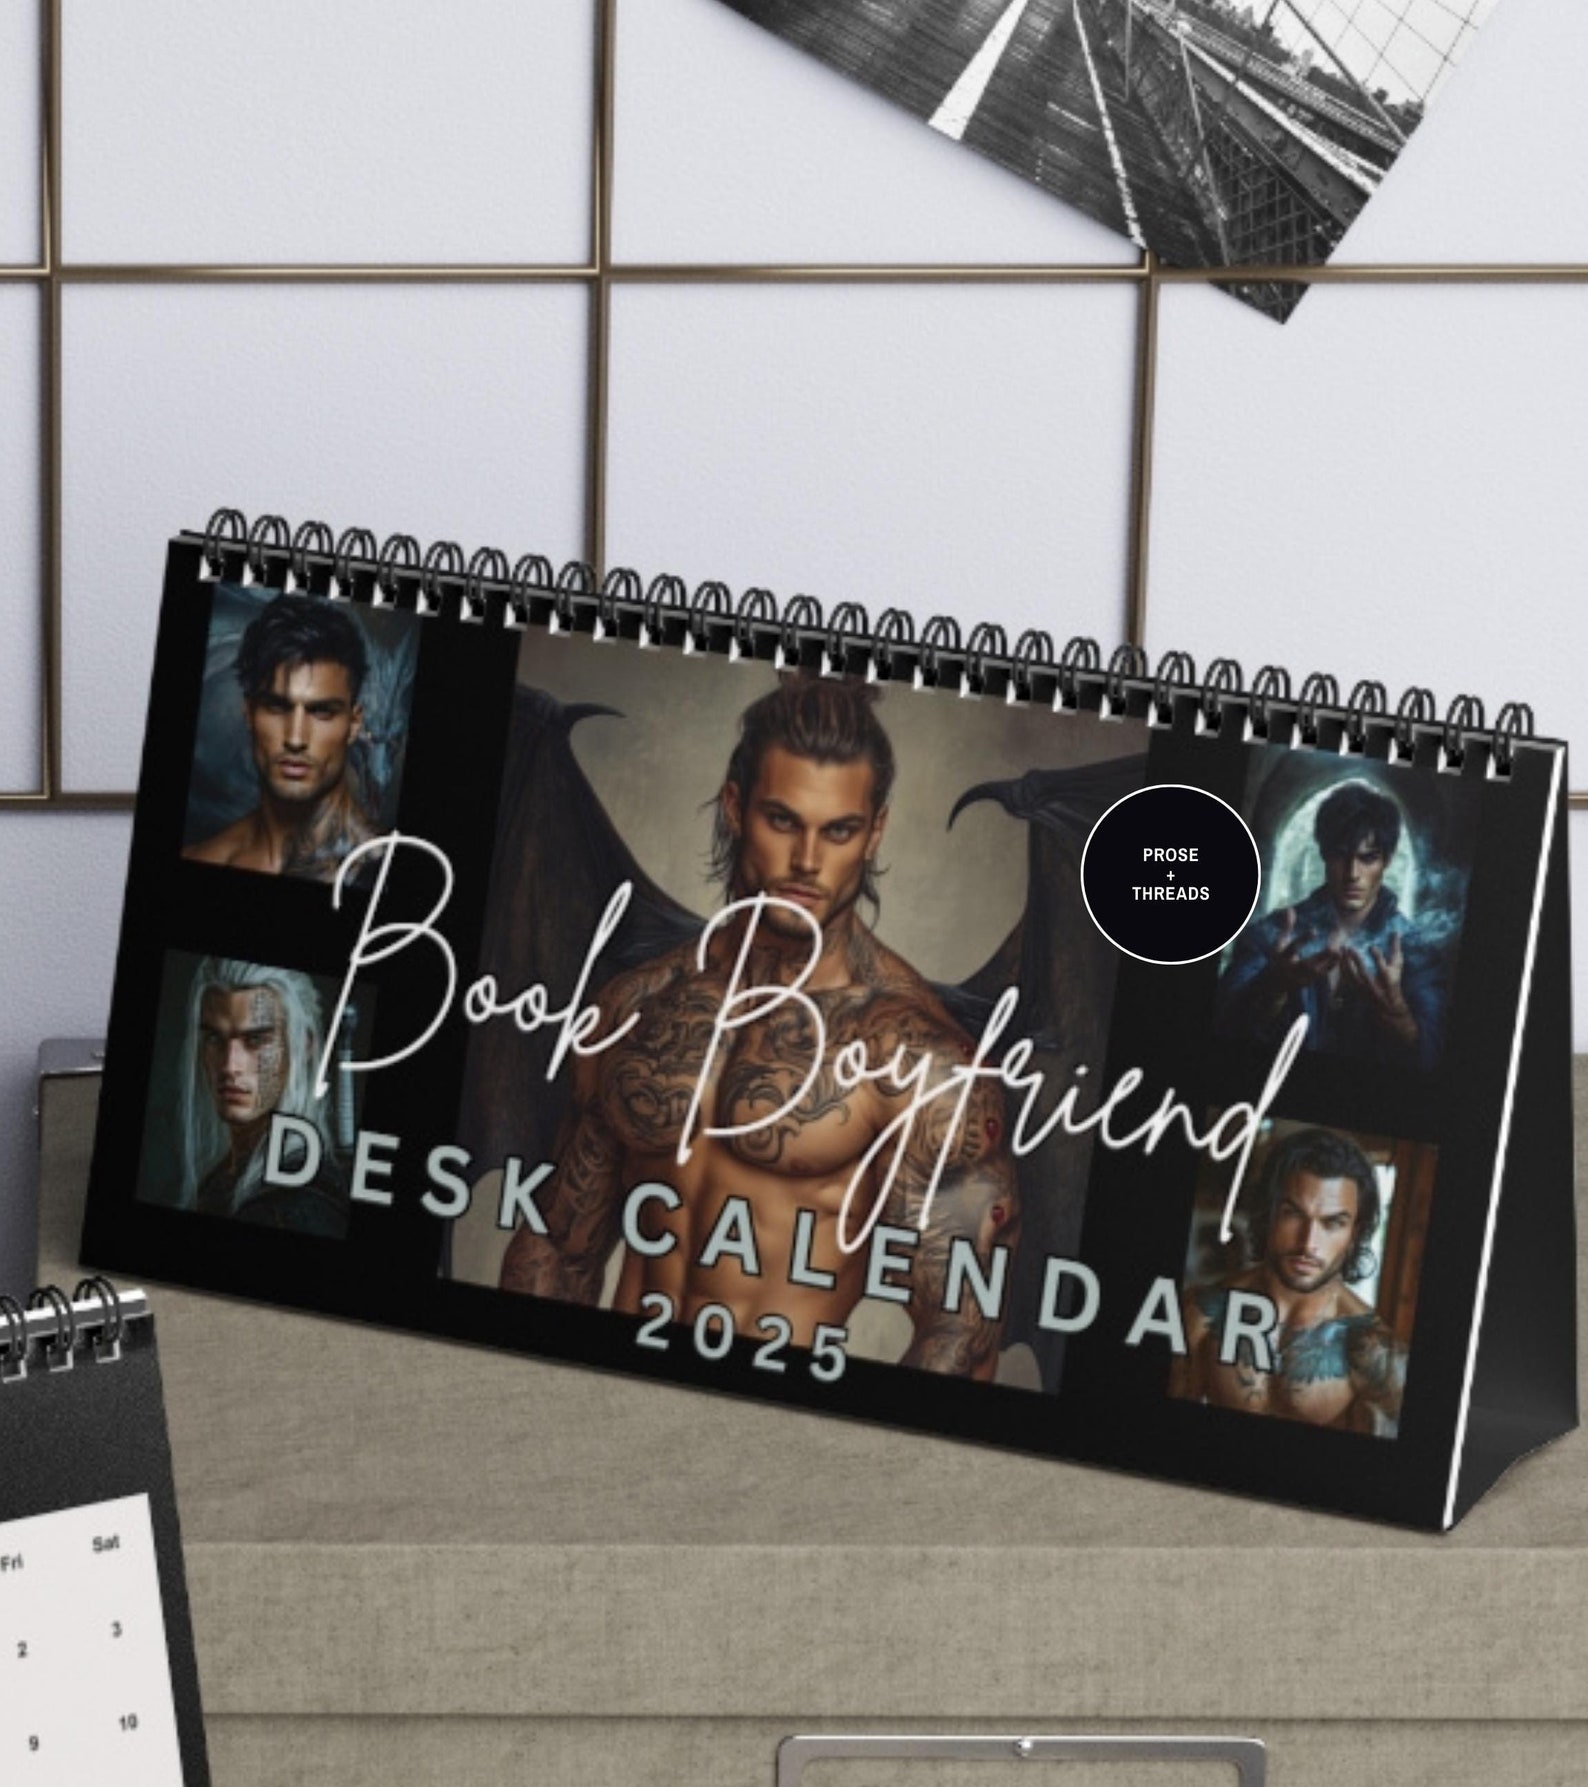 PROSE
+
THREADS
Book Boyfriend
DESK CALENDAR
2025
Fri Sat
2 3
9 10